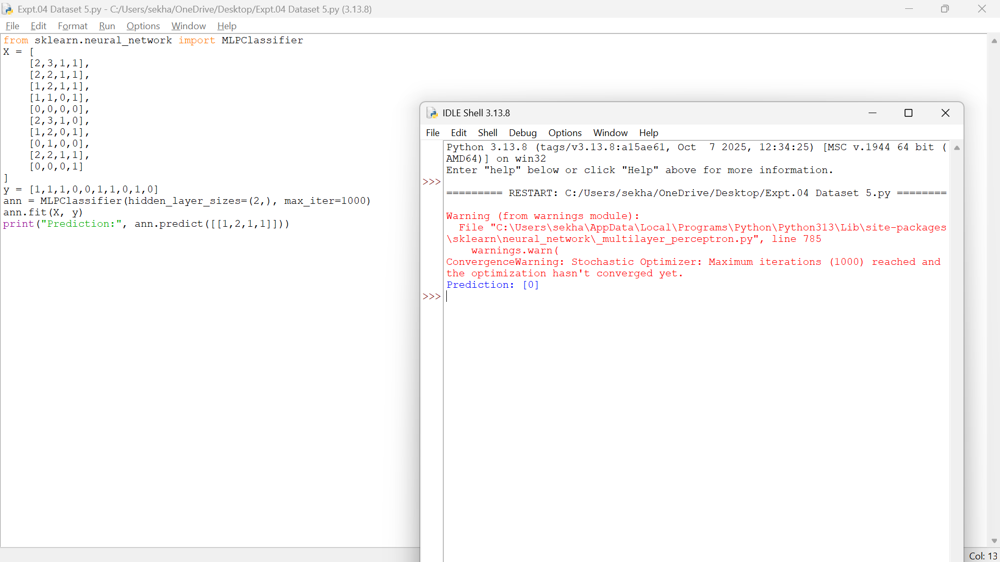 Expt.04 Dataset 5.py - C:/Users/sekha/OneDrive/Desktop/Expt.04 Dataset 5.py (3.13.8)
File Edit Format Run Options Window Help
from sklearn.neural_network import MLPClassifier
X = [
    [2,3,1,1],
    [2,2,1,1],
    [1,2,1,1],
    [1,1,0,1],
    [0,0,0,0],
    [2,3,1,0],
    [1,2,0,1],
    [0,1,0,0],
    [2,2,1,1],
    [0,0,0,1]
]
y = [1,1,1,0,0,1,1,0,1,0]
ann = MLPClassifier(hidden_layer_sizes=(2,), max_iter=1000)
ann.fit(X, y)
print("Prediction:", ann.predict([[1,2,1,1]]))
IDLE Shell 3.13.8
File Edit Shell Debug Options Window Help
Python 3.13.8 (tags/v3.13.8:a15ae61, Oct  7 2025, 12:34:25) [MSC v.1944 64 bit (
AMD64)] on win32
Enter "help" below or click "Help" above for more information.
>>>
========= RESTART: C:/Users/sekha/OneDrive/Desktop/Expt.04 Dataset 5.py ========
Warning (from warnings module):
  File "C:\Users\sekha\AppData\Local\Programs\Python\Python313\Lib\site-packages
\sklearn\neural_network\_multilayer_perceptron.py", line 785
    warnings.warn(
ConvergenceWarning: Stochastic Optimizer: Maximum iterations (1000) reached and
the optimization hasn't converged yet.
Prediction: [0]
>>>
Col: 13